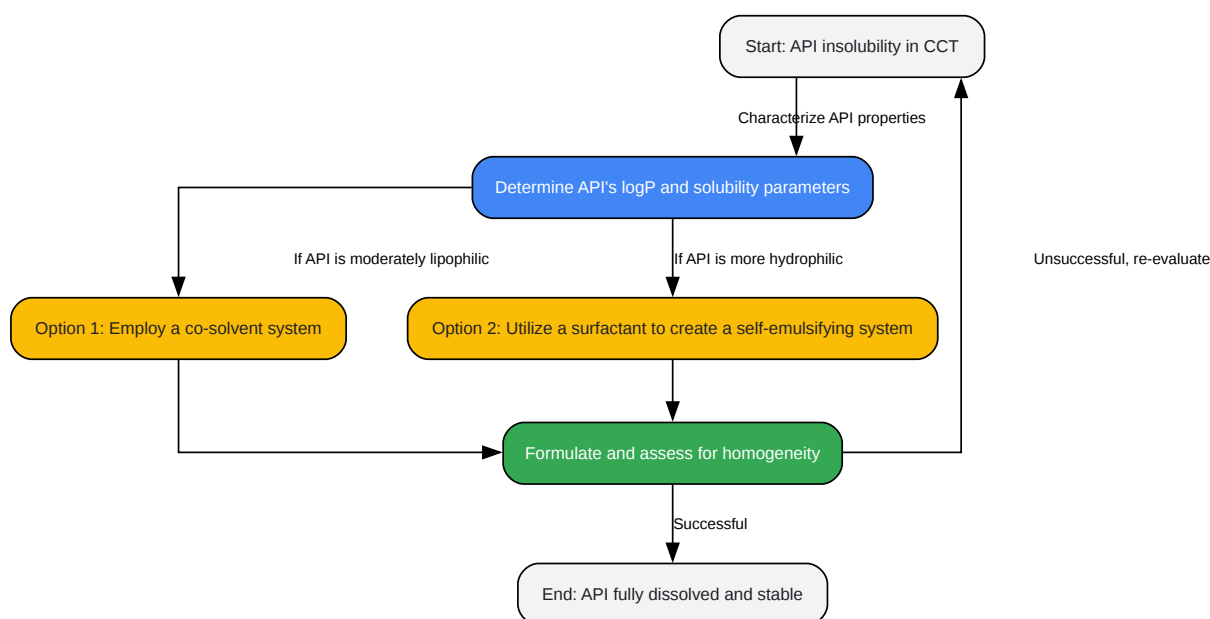 Start: API insolubility in CCT
Characterize API properties
Determine API's logP and solubility parameters
If API is moderately lipophilic
If API is more hydrophilic
Unsuccessful, re-evaluate
Option 1: Employ a co-solvent system
Option 2: Utilize a surfactant to create a self-emulsifying system
Formulate and assess for homogeneity
Successful
End: API fully dissolved and stable